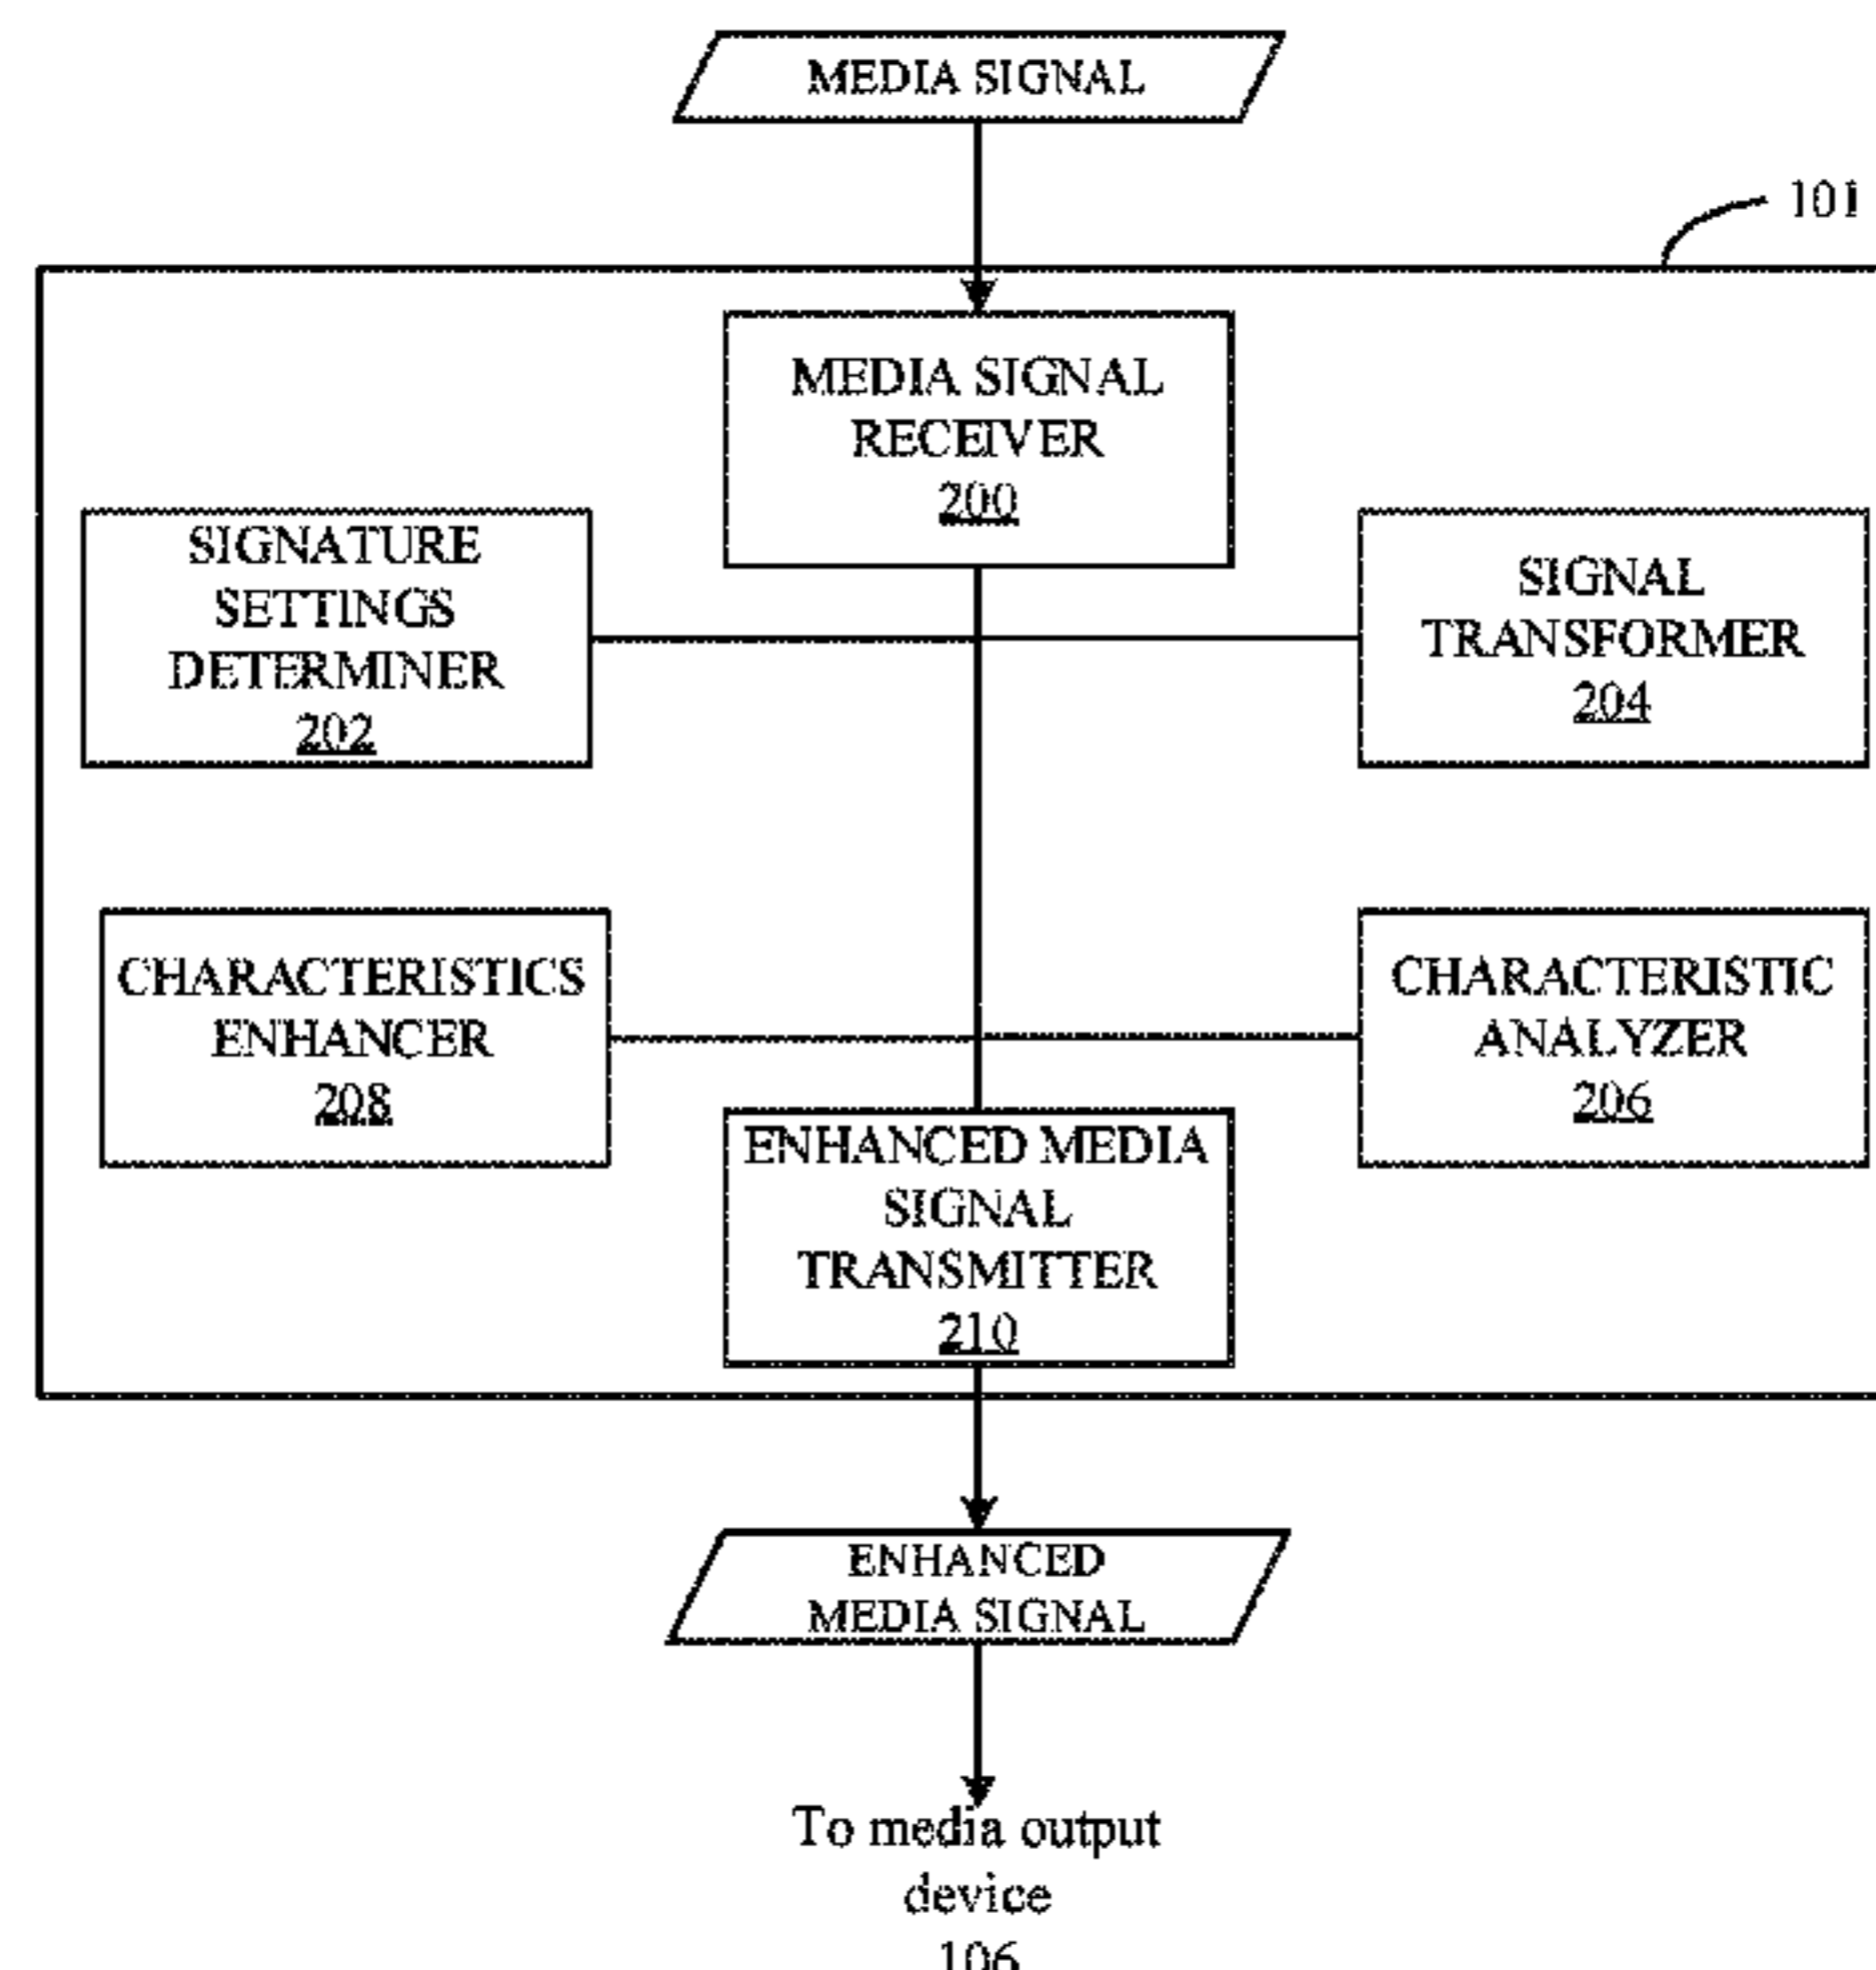 MEDIA SIGNAL
101
MEDIA SIGNAL
RECEIVER
200
SIGNATURE
SETTINGS
DETERMINER
202
SIGNAL
TRANSFORMER
204
CHARACTERISTICS
ENHANCER
208
CHARACTERISTIC
ANALYZER
206
ENHANCED MEDIA
SIGNAL
TRANSMITTER
210
ENHANCED
MEDIA SIGNAL
To media output
device
106